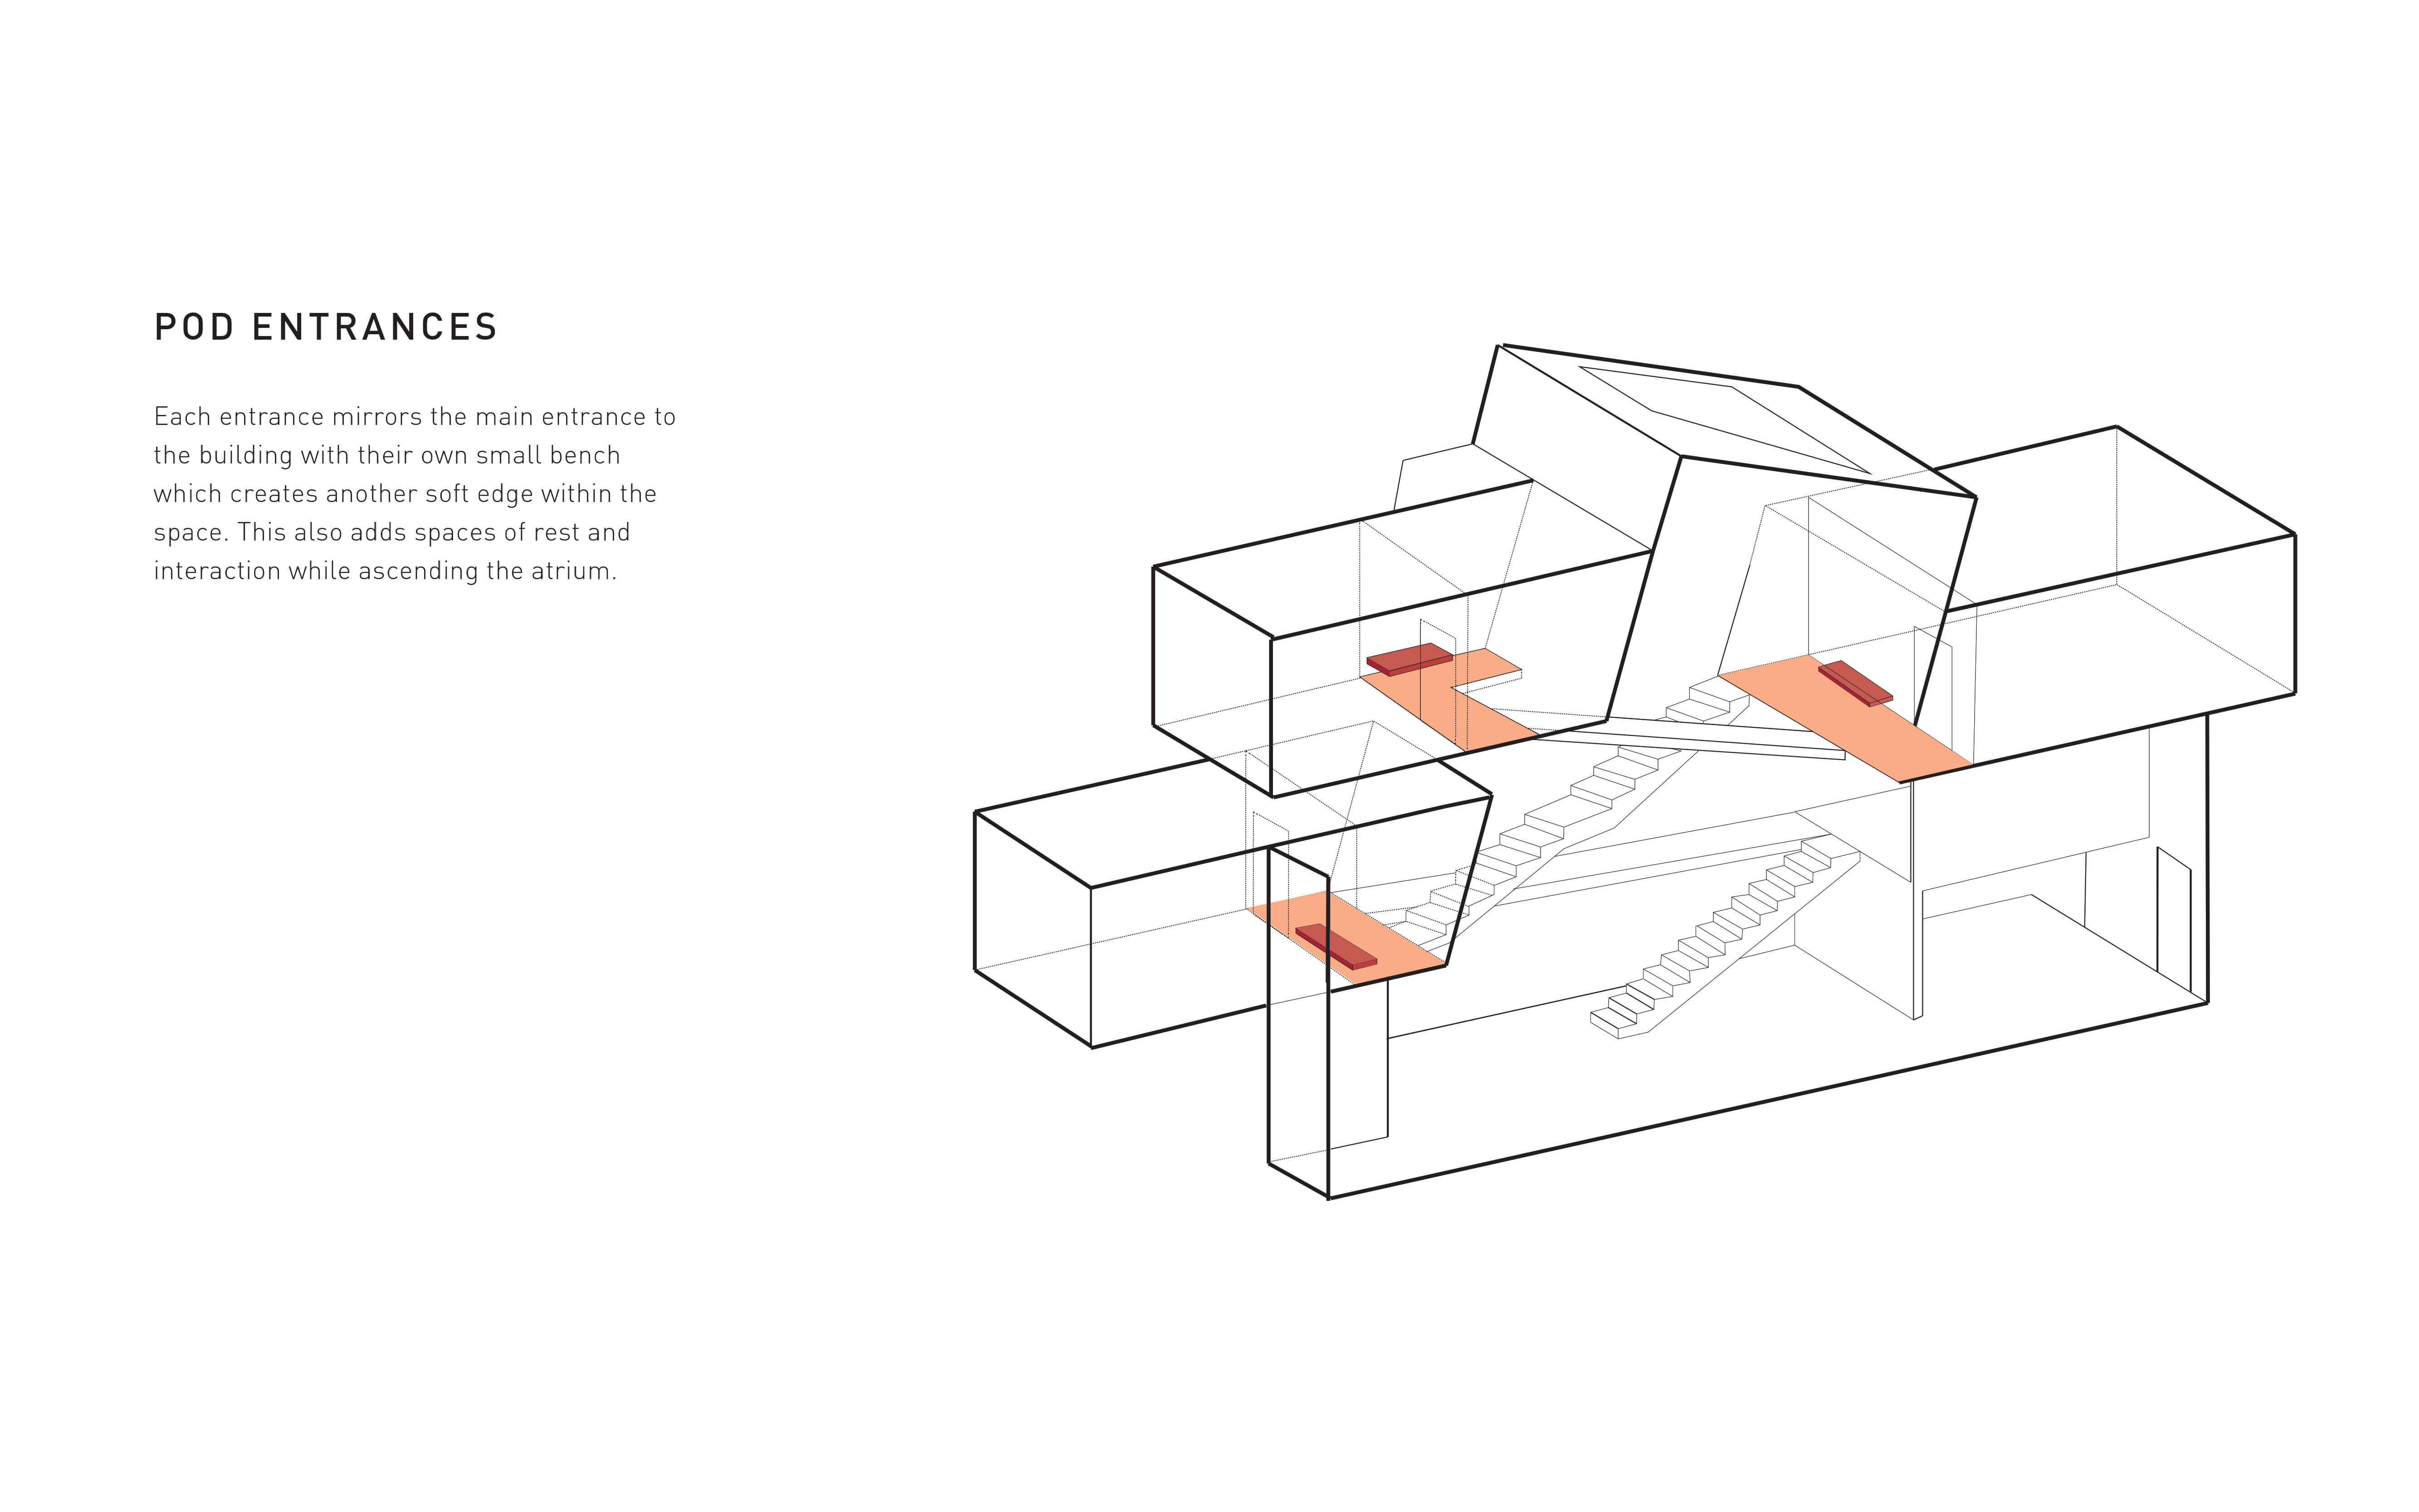 POD ENTRANCES
Each entrance mirrors the main entrance to
the building with their own small bench
which creates another soft edge within the
space. This also adds spaces of rest and
interaction while ascending the atrium.